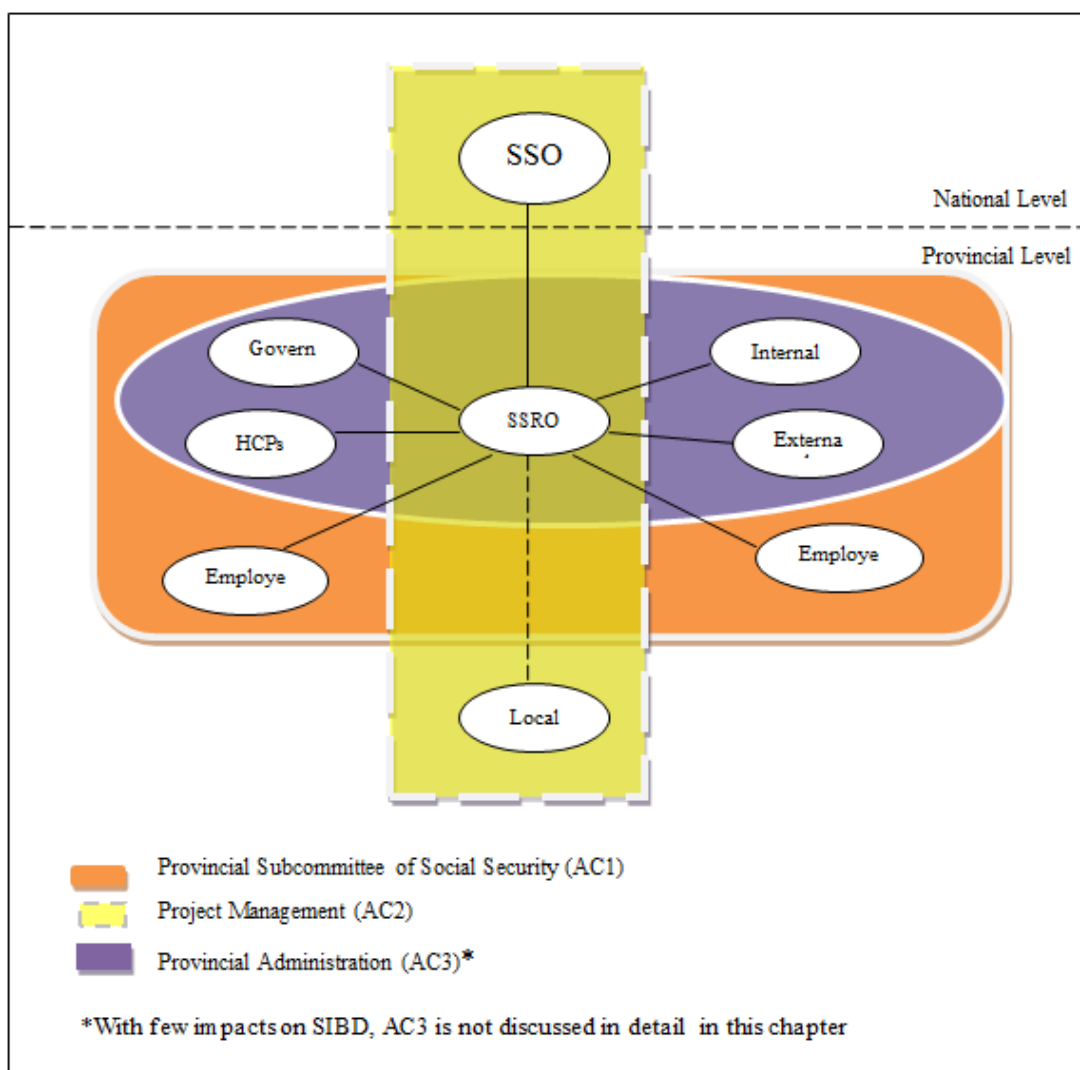 SSO
National Level
Provincial Level
Govern
Internal
SSRO
HCPs
Externa
Employe
Employe
Local
Provincial Subcommittee of Social Security (AC1)
Project Management (AC2)
Provincial Administration (AC3)*
*With few impacts on SIBD, AC3 is not discussed in detail in this chapter